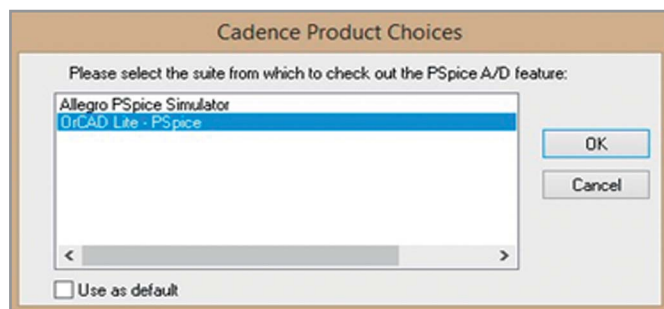 Cadence Product Choices
Please select the suite from which to check out the PSpice A/D feature:
Allegro PSpice Simulator
OrCAD Lite - PSpice
OK
Cancel
Use as default